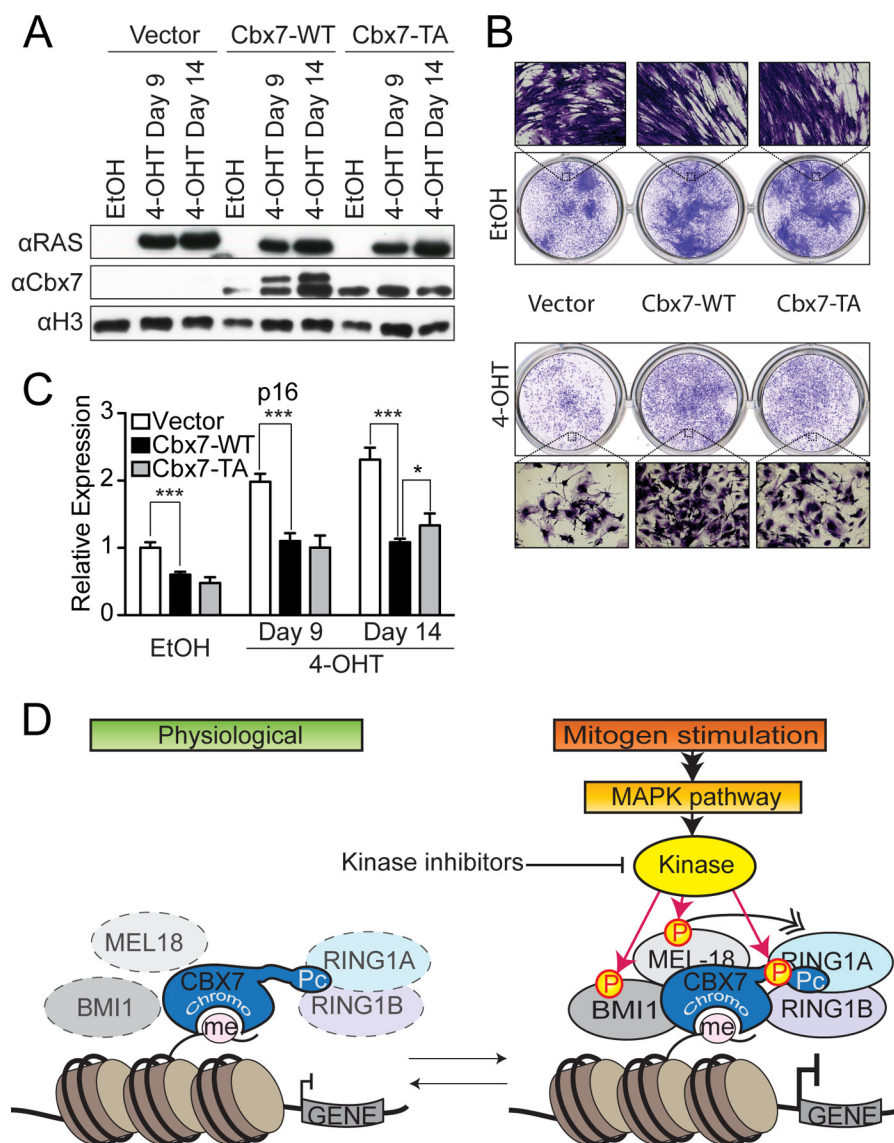 A
Vector Cbx7-WT Cbx7-TA
EtOH
4-OHT Day 9
4-OHT Day 14
EtOH
4-OHT Day 9
4-OHT Day 14
EtOH
4-OHT Day 9
4-OHT Day 14
αRAS
αCbx7
αH3
B
EtOH
Vector Cbx7-WT Cbx7-TA
4-OHT
C
p16
Relative Expression
3
2
1
0
Vector
Cbx7-WT
Cbx7-TA
***
***
***
*
EtOH
Day 9 Day 14
4-OHT
D
Physiological
MEL18
BMI1
CBX7
Chromo
Pc
RING1A
RING1B
me
GENE
Mitogen stimulation
MAPK pathway
Kinase inhibitors
Kinase
P
P
P
MEL-18
BMI1
CBX7
Chromo
Pc
RING1A
RING1B
me
GENE